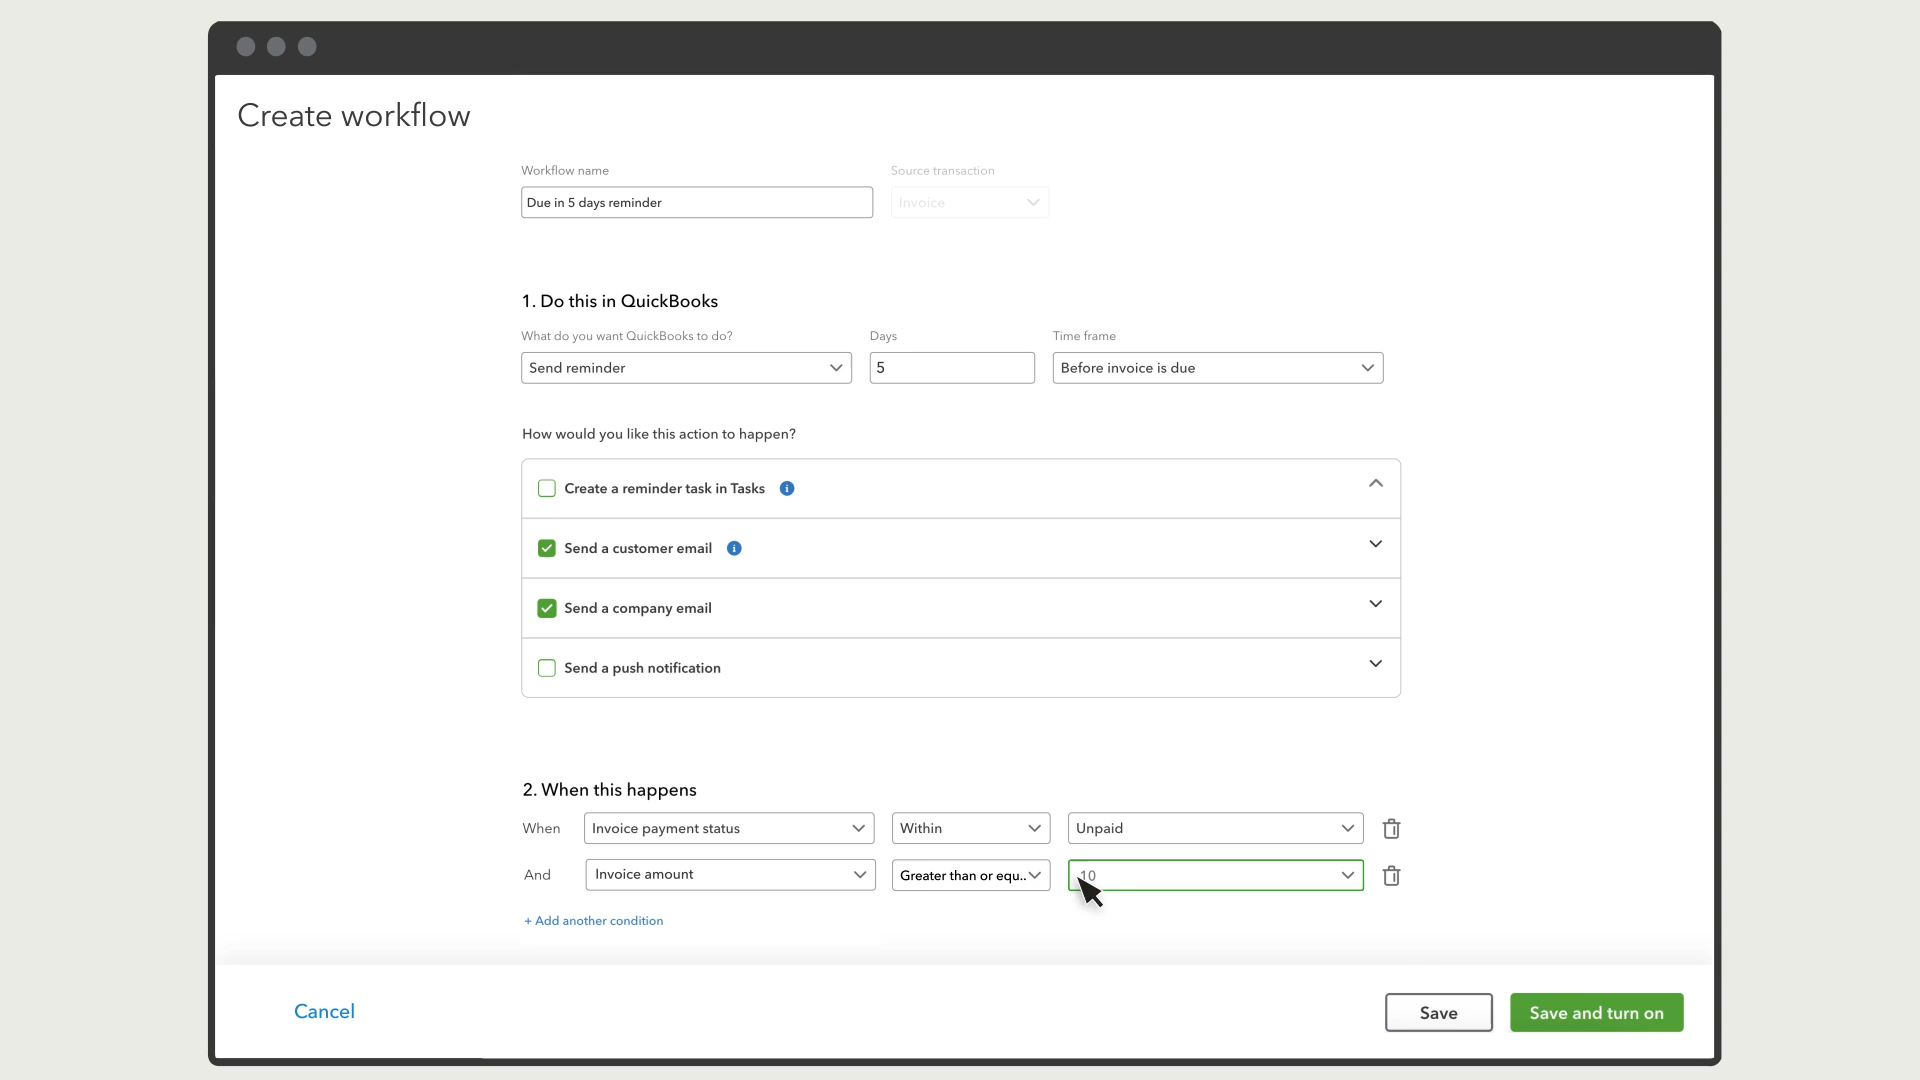 Create workflow
Workflow name
Source transaction
Due in 5 days reminder
Invoice
1. Do this in QuickBooks
What do you want QuickBooks to do?
Days
Time frame
Send reminder
5
Before invoice is due
How would you like this action to happen?
Create a reminder task in Tasks
Send a customer email
Send a company email
Send a push notification
2. When this happens
When
Invoice payment status
Within
Unpaid
And
Invoice amount
Greater than or equ..
10
+ Add another condition
Cancel
Save
Save and turn on